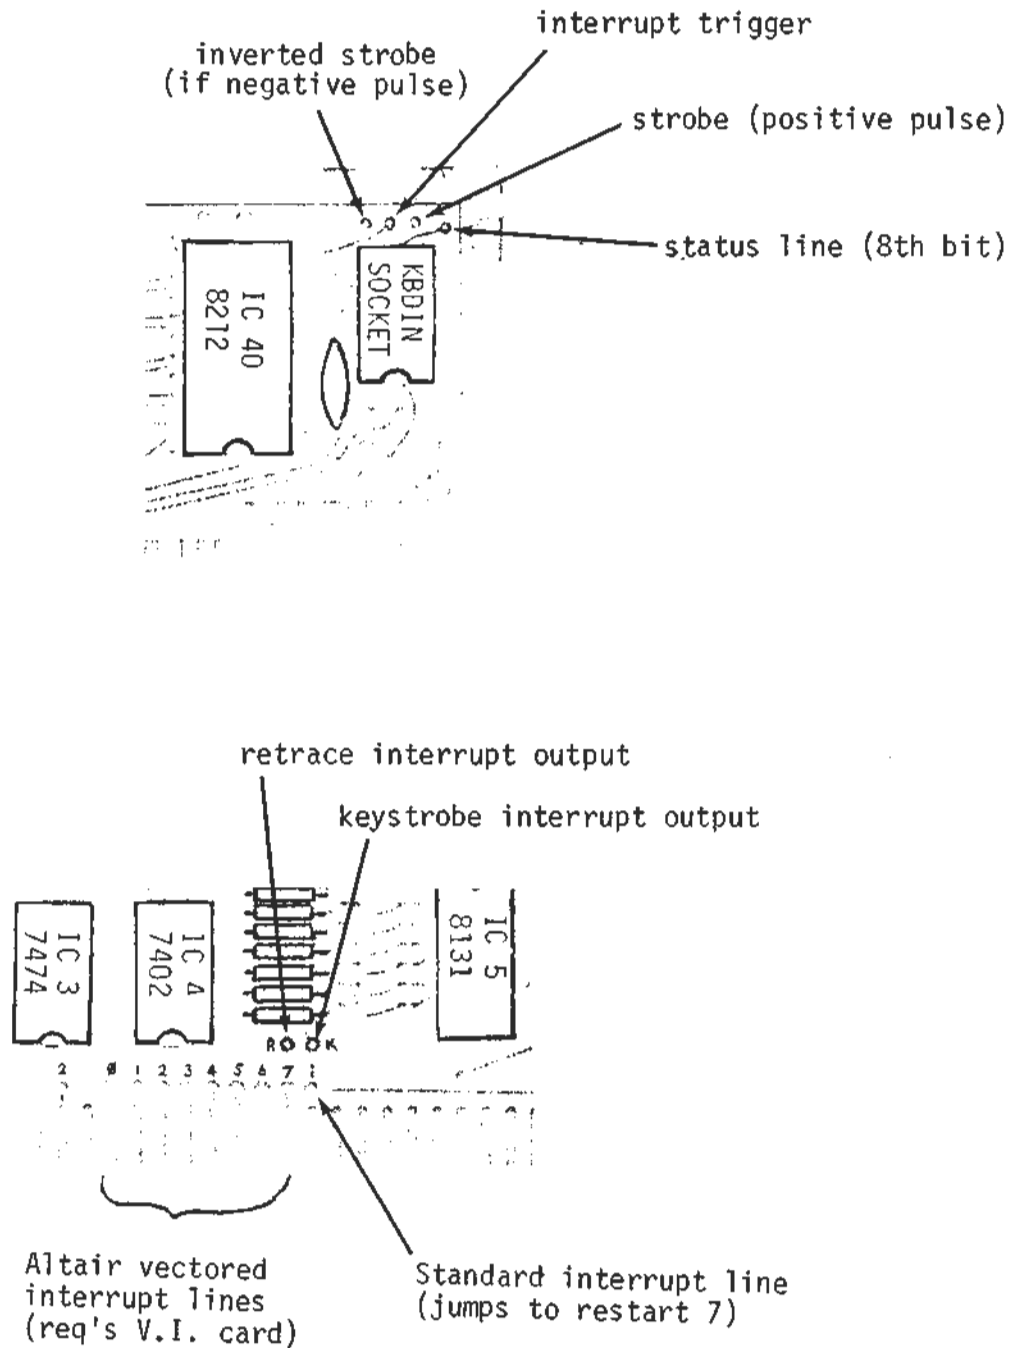 interrupt trigger
inverted strobe
(if negative pulse)
strobe (positive pulse)
status line (8th bit)
IC 40
8212
KBDIN
SOCKET
retrace interrupt output
keystrobe interrupt output
IC 3
7474
IC 4
7402
IC 5
8131
R K
2 0 1 2 3 4 5 6 7 i
Altair vectored
interrupt lines
(req's V.I. card)
Standard interrupt line
(jumps to restart 7)